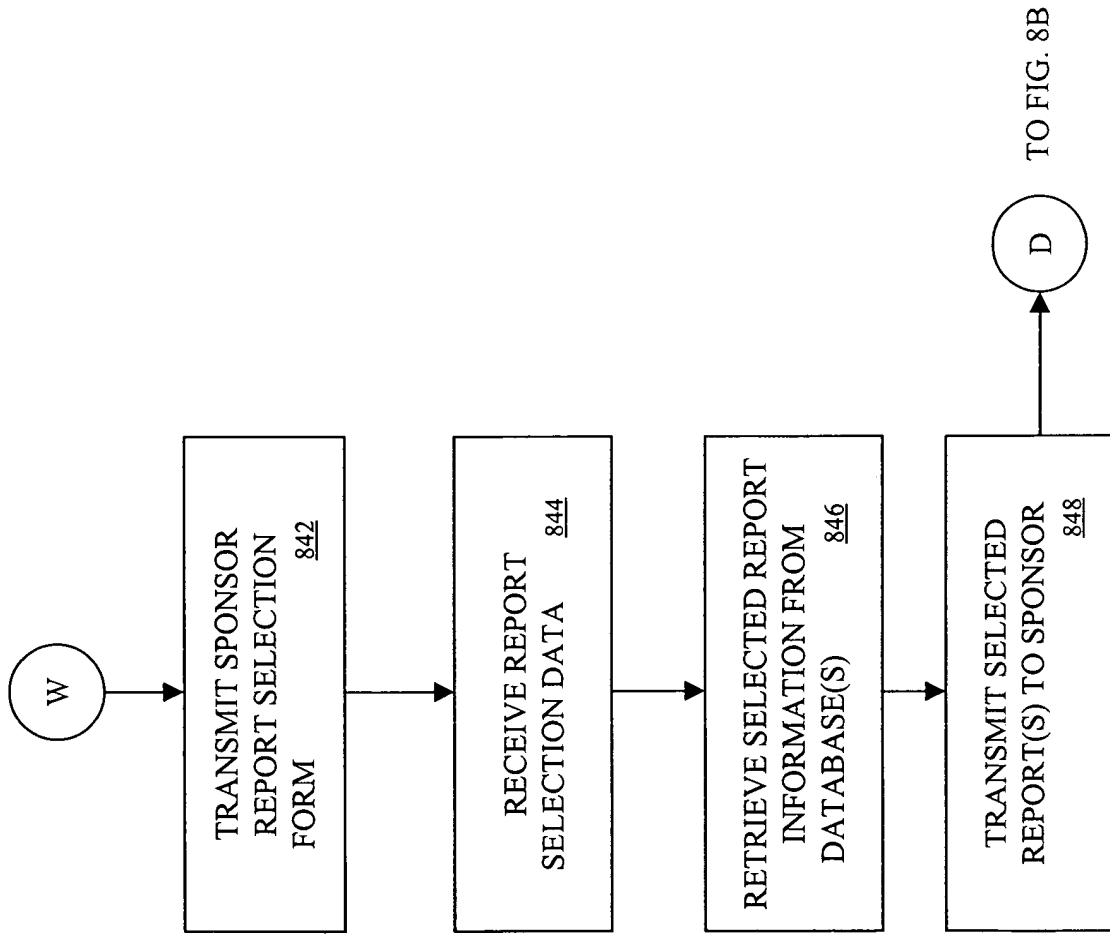 W
TRANSMIT SPONSOR
REPORT SELECTION
FORM
842
RECEIVE REPORT
SELECTION DATA
844
RETRIEVE SELECTED REPORT
INFORMATION FROM
DATABASE(S)
846
TRANSMIT SELECTED
REPORT(S) TO SPONSOR
848
D
TO FIG. 8B